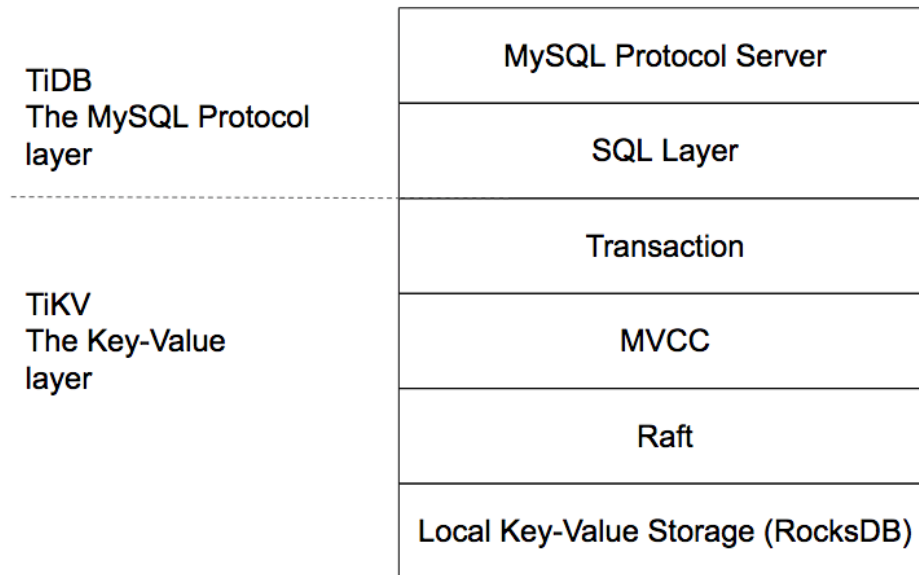 TiDB
The MySQL Protocol
layer
MySQL Protocol Server
SQL Layer
TiKV
The Key-Value
layer
Transaction
MVCC
Raft
Local Key-Value Storage (RocksDB)